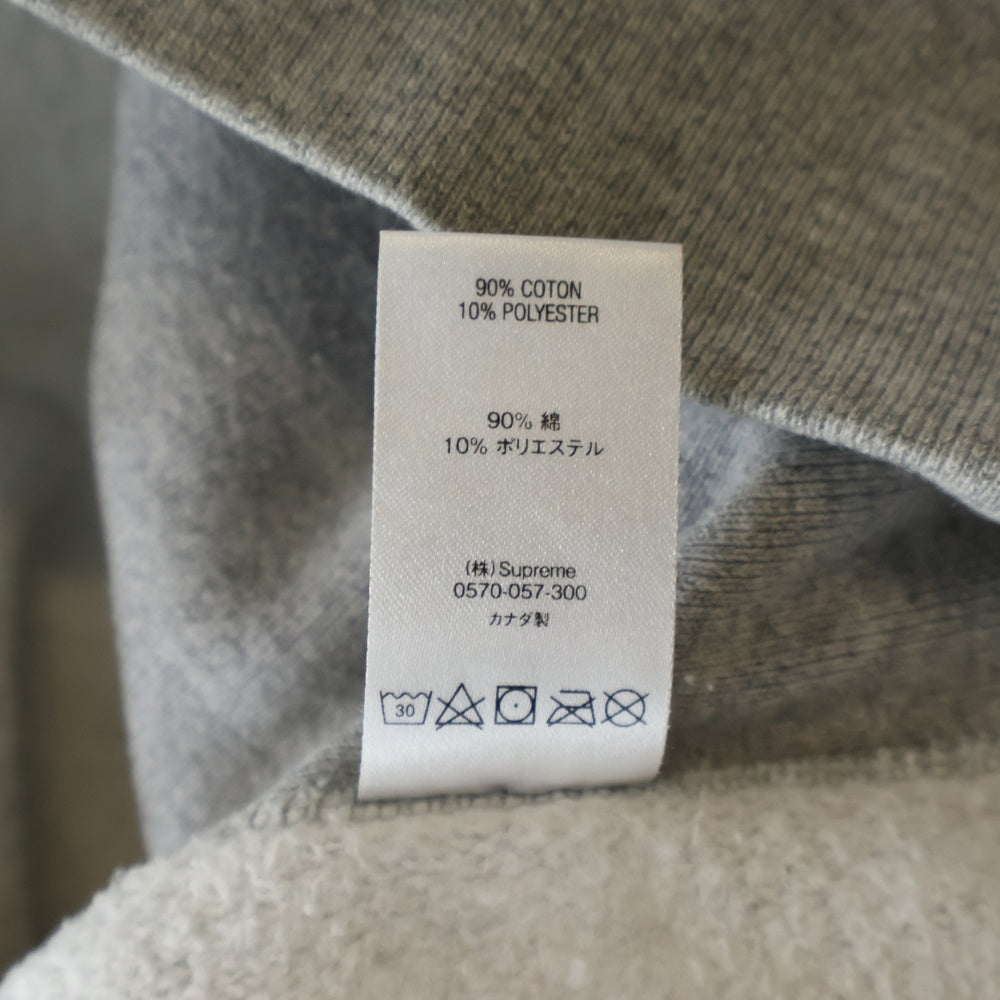 90% COTON
10% POLYESTER
90% 綿
10% ポリエステル
(株)Supreme
0570-057-300
カナダ製
30